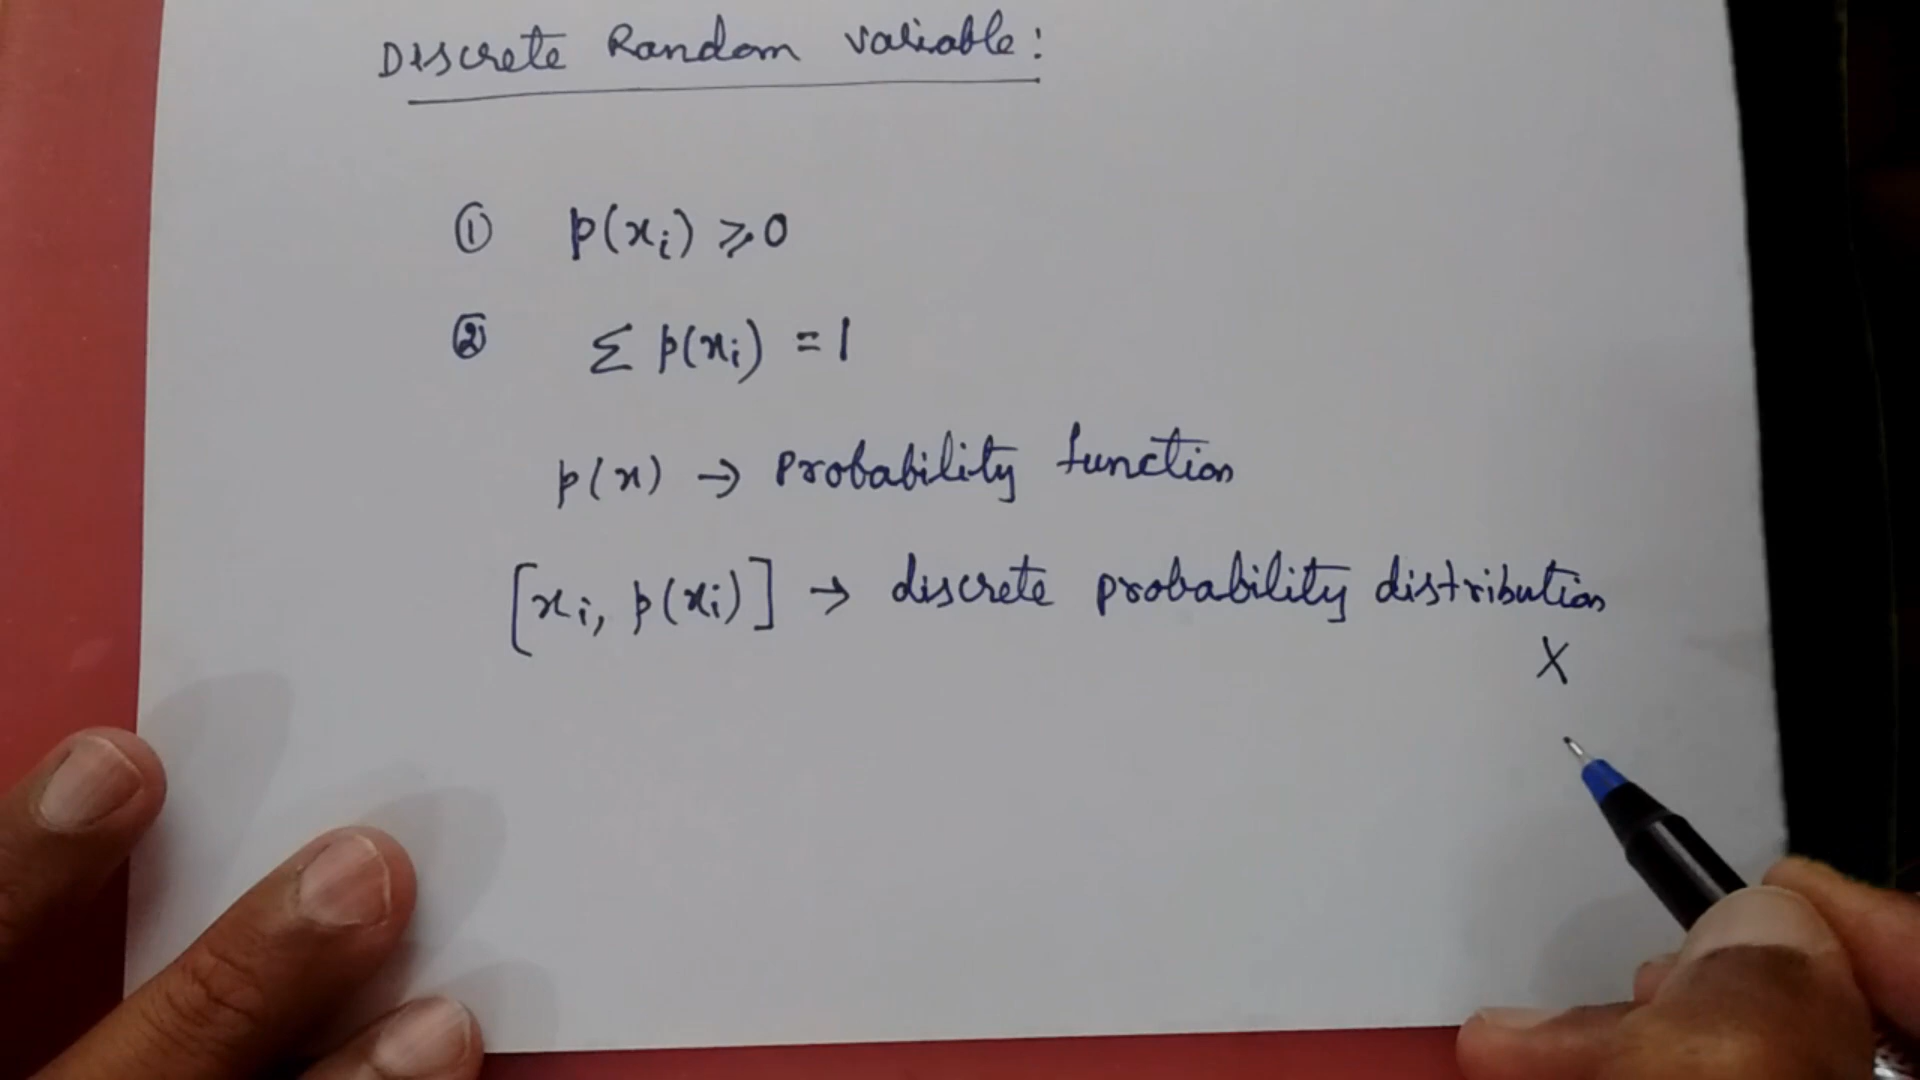 Discrete Random Variable:
① p(xᵢ) ⩾ 0
② Σ p(xᵢ) = 1
p(x) → Probability function
[xᵢ, p(xᵢ)] → discrete probability distribution
X